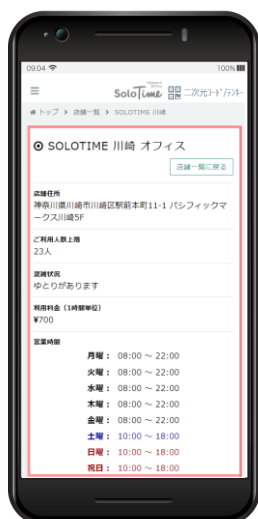 09:04 100%
SoloTime 二次元コード/テンキー
トップ > 店舗一覧 > SOLOTIME 川崎
SOLOTIME 川崎 オフィス
店舗一覧に戻る
店舗住所
神奈川県川崎市川崎区駅前本町11-1 パシフィックマ
ークス川崎5F
ご利用人数上限
23人
混雑状況
ゆとりがあります
利用料金（1時間単位）
¥700
営業時間
月曜： 08:00 ～ 22:00
火曜： 08:00 ～ 22:00
水曜： 08:00 ～ 22:00
木曜： 08:00 ～ 22:00
金曜： 08:00 ～ 22:00
土曜： 10:00 ～ 18:00
日曜： 10:00 ～ 18:00
祝日： 10:00 ～ 18:00